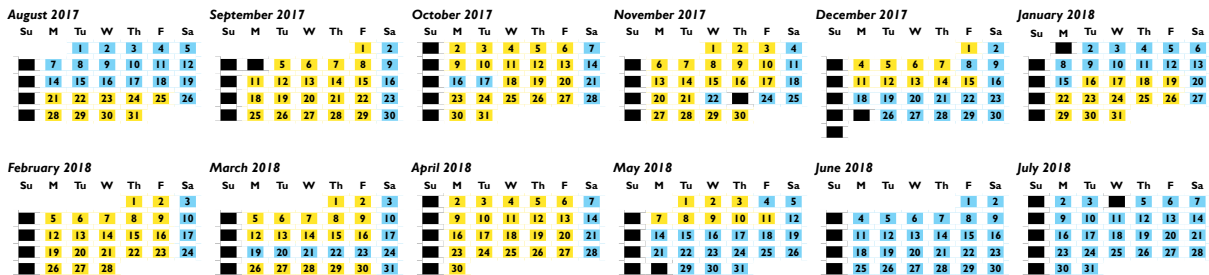 August 2017
Su M Tu W Th F Sa
1 2 3 4 5
7 8 9 10 11 12
14 15 16 17 18 19
21 22 23 24 25 26
28 29 30 31
September 2017
Su M Tu W Th F Sa
1 2
5 6 7 8 9
11 12 13 14 15 16
18 19 20 21 22 23
25 26 27 28 29 30
October 2017
Su M Tu W Th F Sa
2 3 4 5 6 7
9 10 11 12 13 14
16 17 18 19 20 21
23 24 25 26 27 28
30 31
November 2017
Su M Tu W Th F Sa
1 2 3 4
6 7 8 9 10 11
13 14 15 16 17 18
20 21 22 24 25
27 28 29 30
December 2017
Su M Tu W Th F Sa
1 2
4 5 6 7 8 9
11 12 13 14 15 16
18 19 20 21 22 23
26 27 28 29 30
January 2018
Su M Tu W Th F Sa
2 3 4 5 6
8 9 10 11 12 13
15 16 17 18 19 20
22 23 24 25 26 27
29 30 31
February 2018
Su M Tu W Th F Sa
1 2 3
5 6 7 8 9 10
12 13 14 15 16 17
19 20 21 22 23 24
26 27 28
March 2018
Su M Tu W Th F Sa
1 2 3
5 6 7 8 9 10
12 13 14 15 16 17
19 20 21 22 23 24
26 27 28 29 30 31
April 2018
Su M Tu W Th F Sa
2 3 4 5 6 7
9 10 11 12 13 14
16 17 18 19 20 21
23 24 25 26 27 28
30
May 2018
Su M Tu W Th F Sa
1 2 3 4 5
7 8 9 10 11 12
14 15 16 17 18 19
21 22 23 24 25 26
29 30 31
June 2018
Su M Tu W Th F Sa
1 2
4 5 6 7 8 9
11 12 13 14 15 16
18 19 20 21 22 23
25 26 27 28 29 30
July 2018
Su M Tu W Th F Sa
2 3 5 6 7
9 10 11 12 13 14
16 17 18 19 20 21
23 24 25 26 27 28
30 31